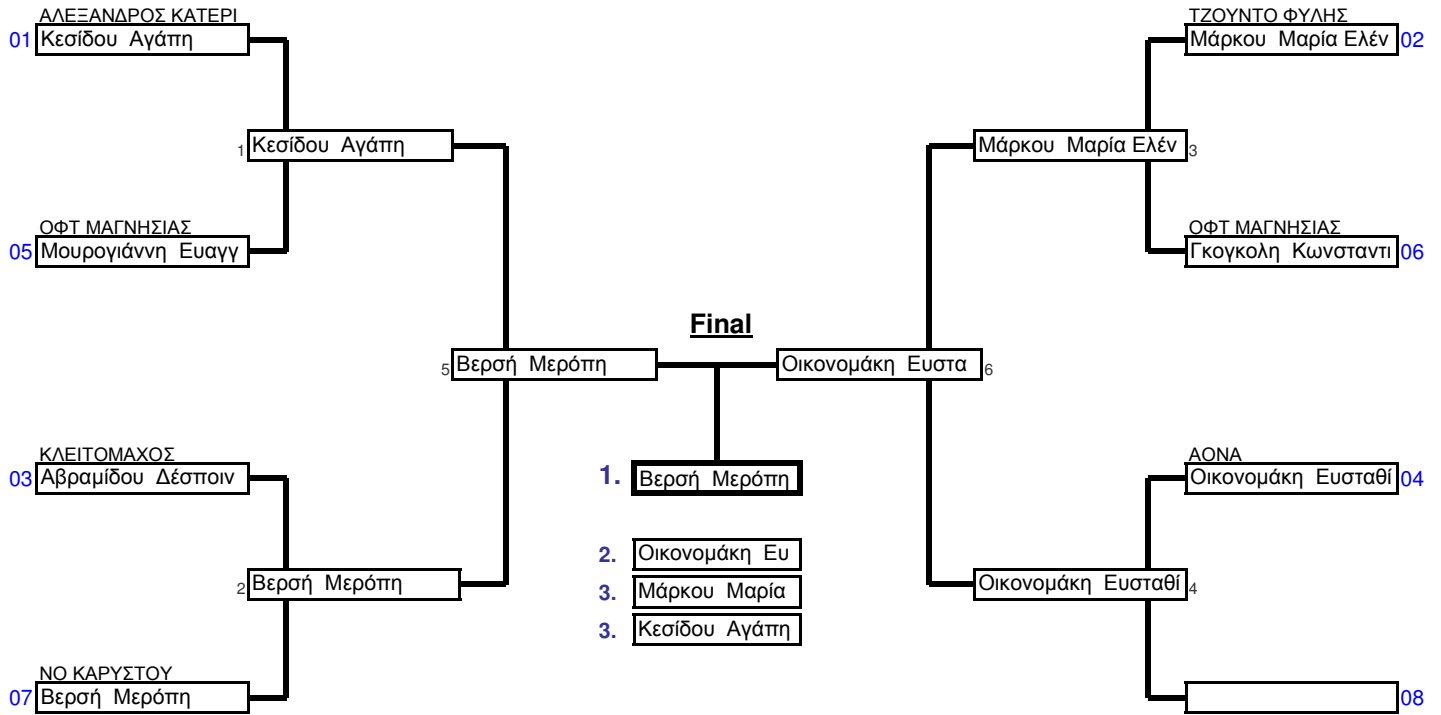 ΑΛΕΞΑΝΔΡΟΣ ΚΑΤΕΡΙ
01 Κεσίδου Αγάπη
ΤΖΟΥΝΤΟ ΦΥΛΗΣ
Μάρκου Μαρία Ελέν 02
1 Κεσίδου Αγάπη
Μάρκου Μαρία Ελέν 3
ΟΦΤ ΜΑΓΝΗΣΙΑΣ
05 Μουρογιάννη Ευαγγ
ΟΦΤ ΜΑΓΝΗΣΙΑΣ
Γκογκολη Κωνσταντι 06
Final
5 Βερσή Μερόπη
Οικονομάκη Ευστα 6
ΚΛΕΙΤΟΜΑΧΟΣ
03 Αβραμίδου Δέσποιν
1. Βερσή Μερόπη
ΑΟΝΑ
Οικονομάκη Ευσταθί 04
2. Οικονομάκη Ευ
3. Μάρκου Μαρία
3. Κεσίδου Αγάπη
2 Βερσή Μερόπη
Οικονομάκη Ευσταθί 4
ΝΟ ΚΑΡΥΣΤΟΥ
07 Βερσή Μερόπη
08